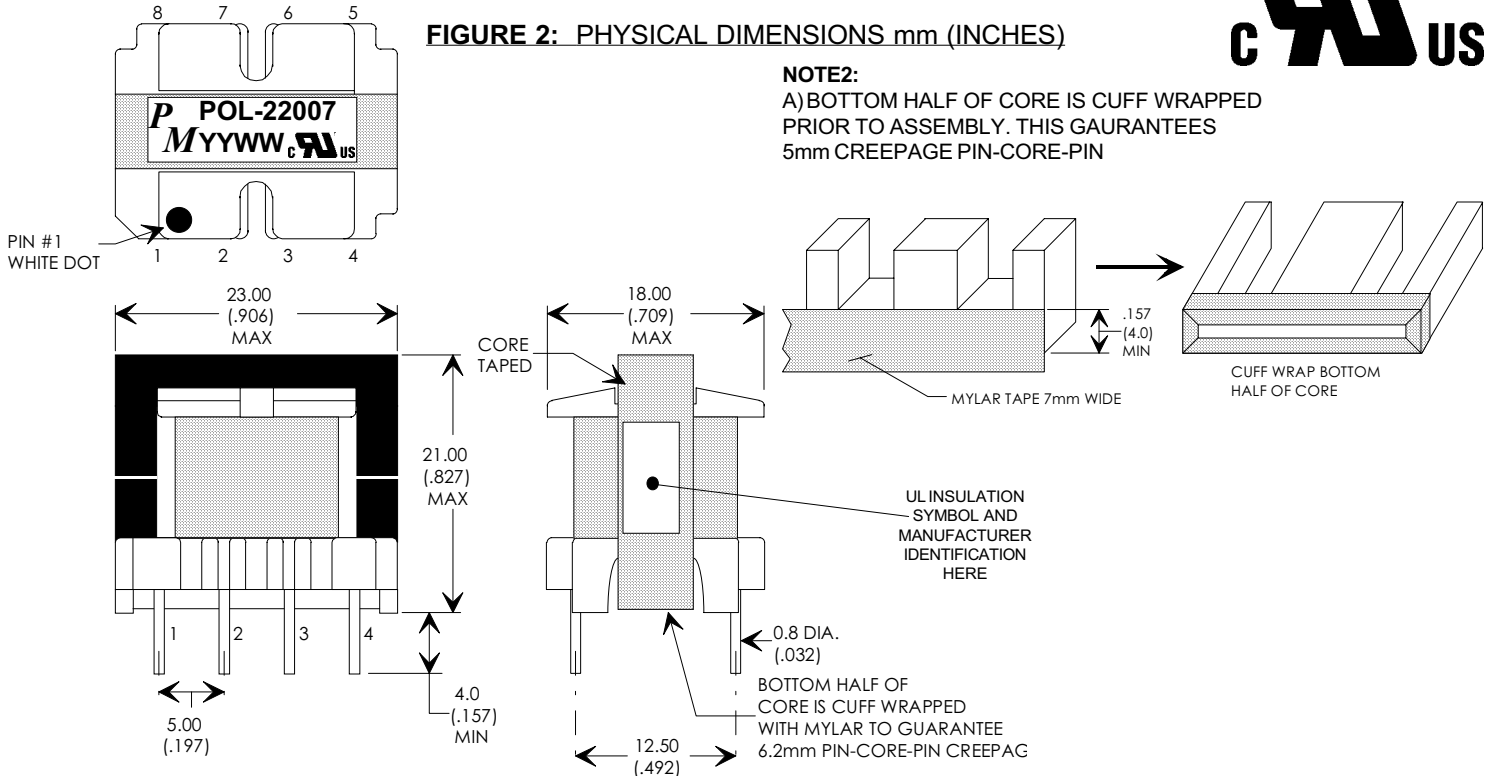 8 7 6 5
FIGURE 2: PHYSICAL DIMENSIONS mm (INCHES)
C UR US
NOTE2:
A) BOTTOM HALF OF CORE IS CUFF WRAPPED
PRIOR TO ASSEMBLY. THIS GAURANTEES
5mm CREEPAGE PIN-CORE-PIN
PM
POL-22007
YYWW C UR US
PIN #1
WHITE DOT
1 2 3 4
23.00
(.906)
MAX
18.00
(.709)
MAX
CORE
TAPED
.157
(4.0)
MIN
MYLAR TAPE 7mm WIDE
CUFF WRAP BOTTOM
HALF OF CORE
21.00
(.827)
MAX
UL INSULATION
SYMBOL AND
MANUFACTURER
IDENTIFICATION
HERE
1 2 3 4
5.00
(.197)
4.0
(.157)
MIN
0.8 DIA.
(.032)
BOTTOM HALF OF
CORE IS CUFF WRAPPED
WITH MYLAR TO GUARANTEE
6.2mm PIN-CORE-PIN CREEPAG
12.50
(.492)